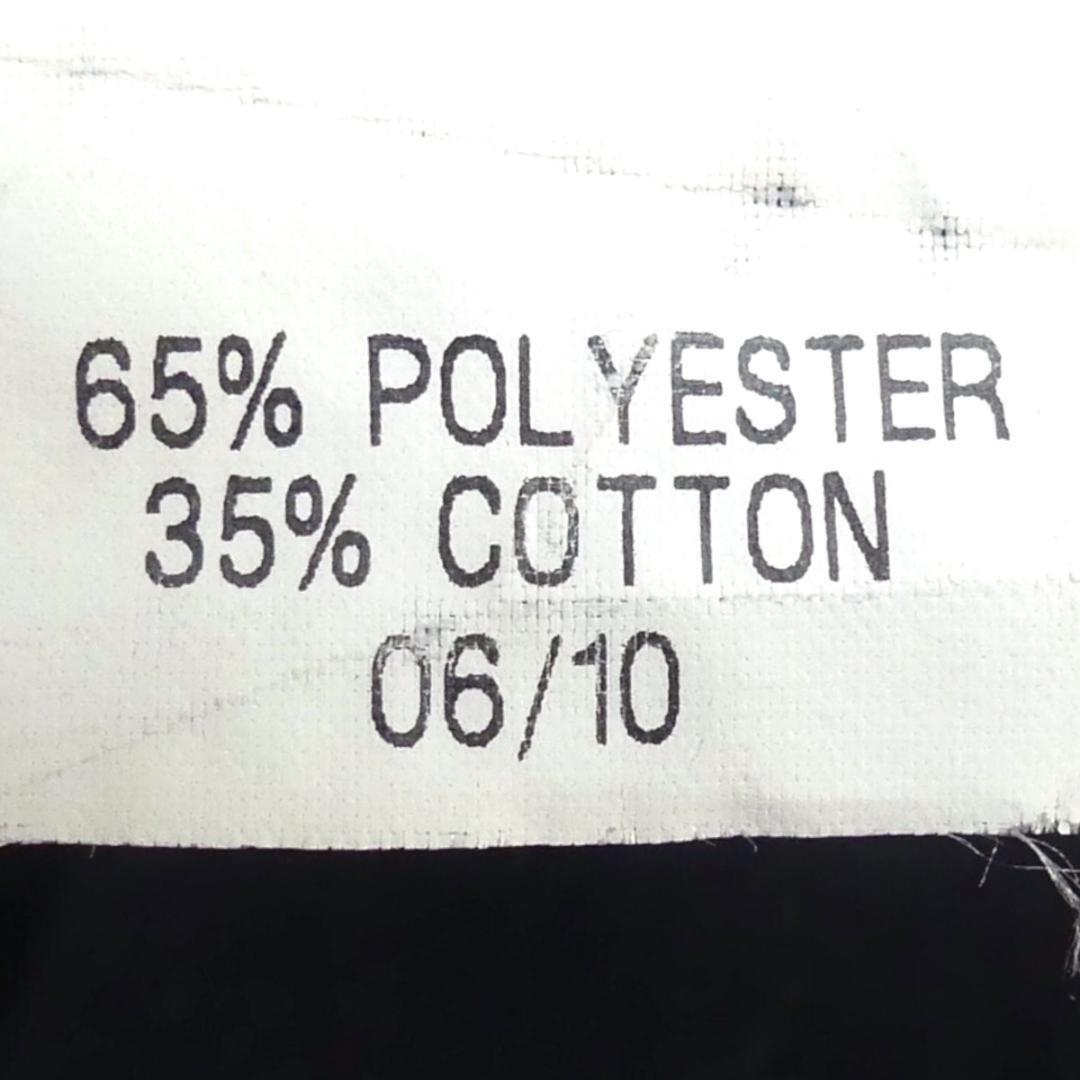 65% POLYESTER
35% COTTON
06/10